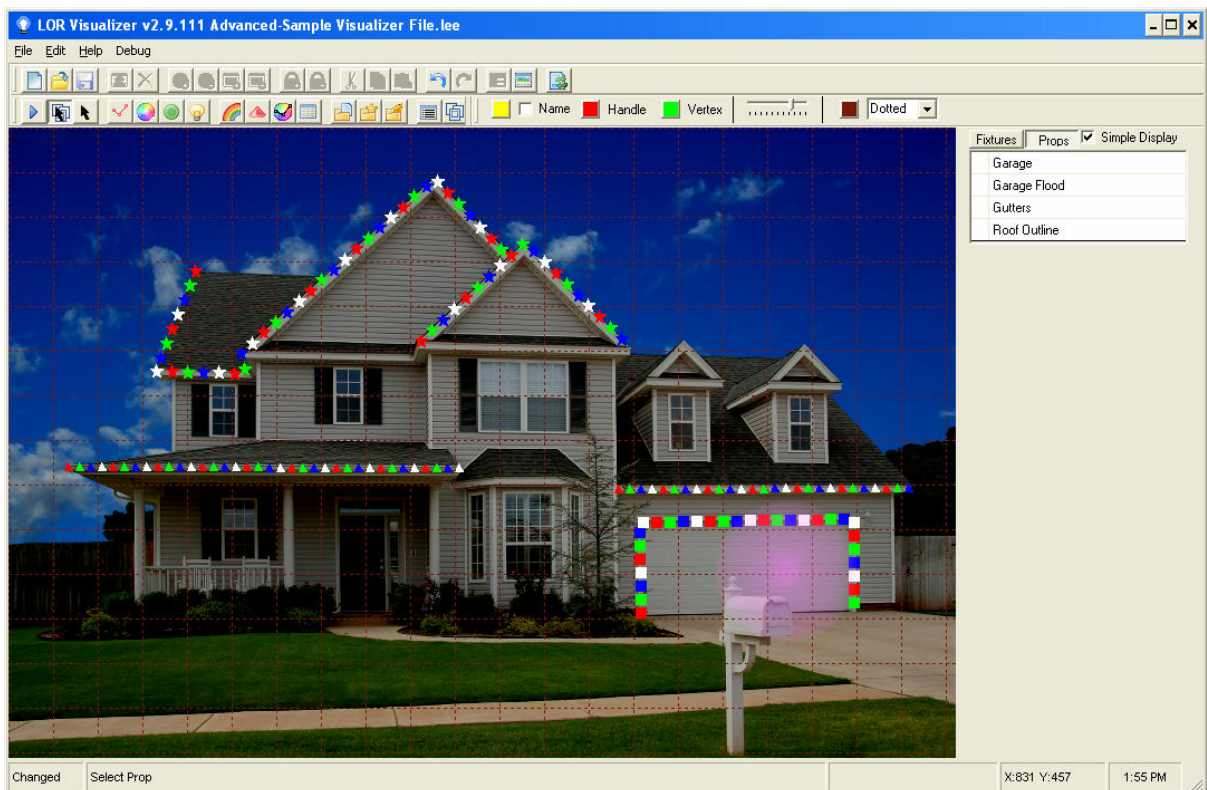 LOR Visualizer v2.9.111 Advanced-Sample Visualizer File.lee
File Edit Help Debug
Name Handle Vertex Dotted
Fixtures Props Simple Display
Garage
Garage Flood
Gutters
Roof Outline
Changed Select Prop X:831 Y:457 1:55 PM